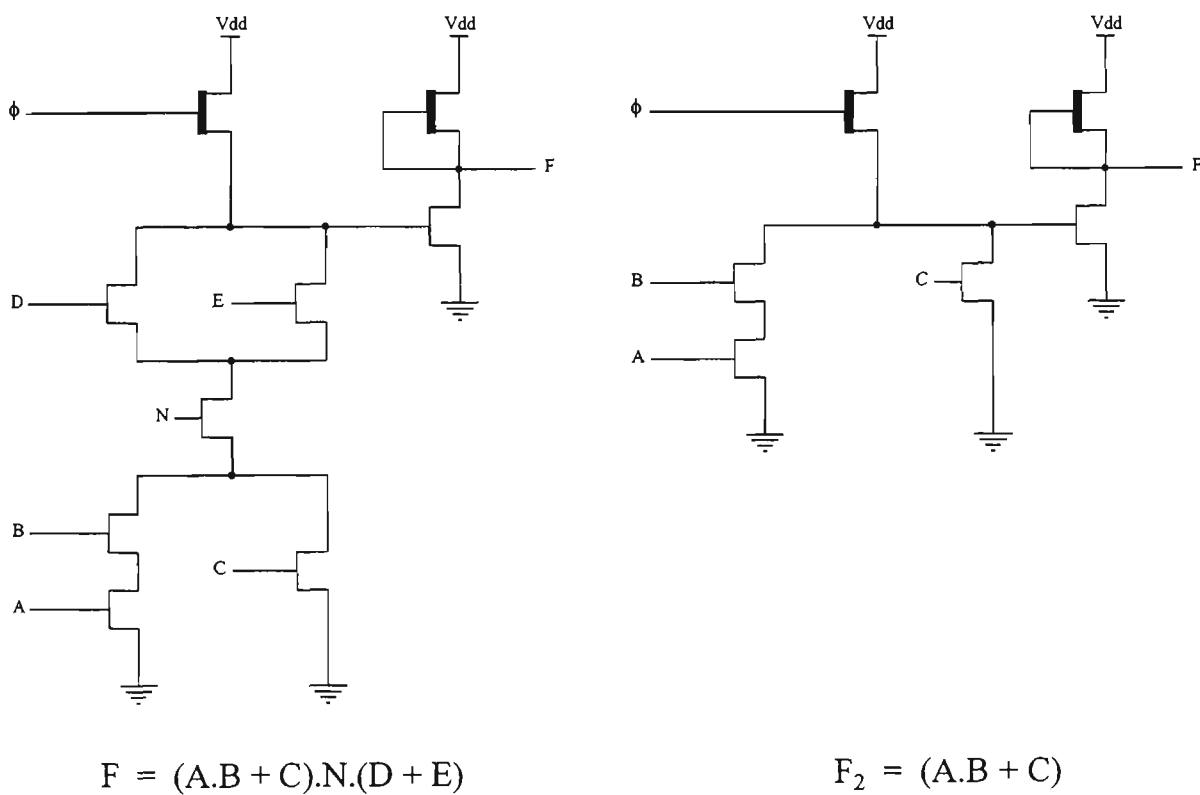 Vdd
Vdd
Vdd
Vdd
ϕ
ϕ
F
F
D
E
B
C
A
N
B
C
A
F = (A.B + C).N.(D + E)
F₂ = (A.B + C)